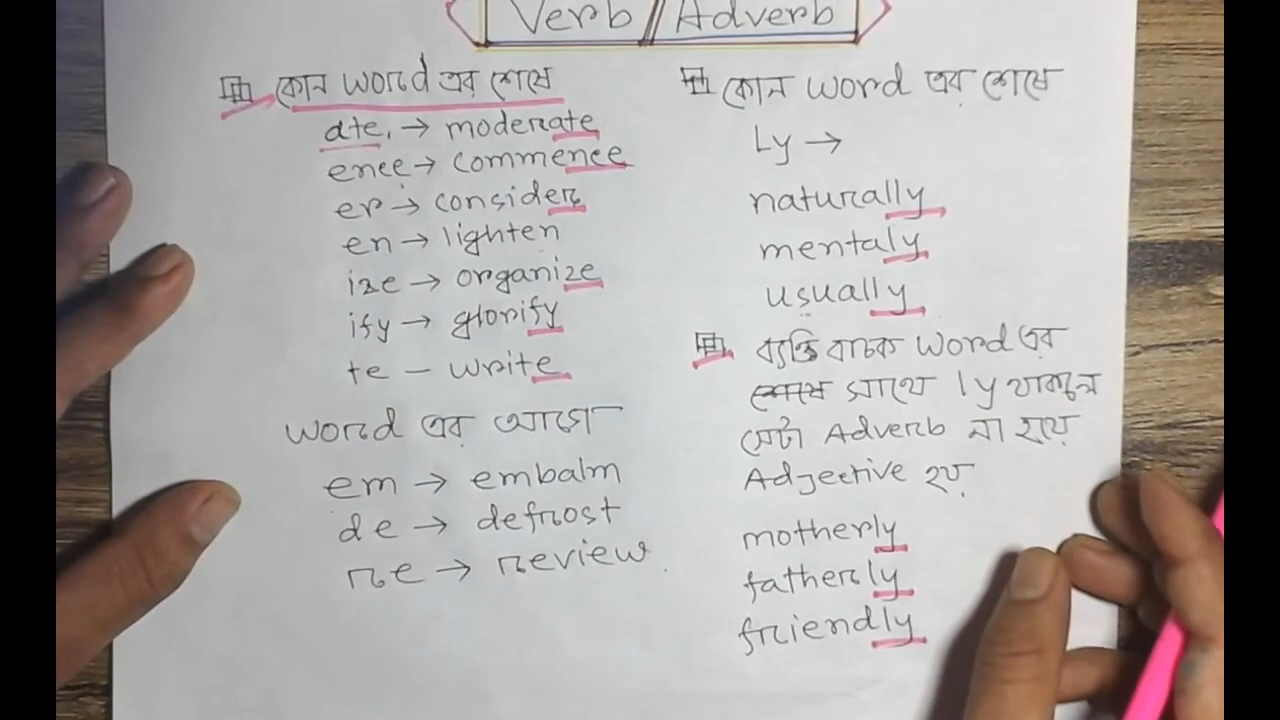 Verb // Adverb
কোন word এর শেষে
ate, → moderate
ence → commence
er → consider
en → lighten
ize → organize
ify → glorify
te – write
word এর আগে
em → embalm
de → defrost
re → review
কোন word এর শেষে
Ly →
naturally
mentaly
usually
ব্যক্তি বাচক word এর
শেষে সাথে ly থাকলে
সেটা Adverb না হয়ে
Adjective হয়
motherly
fatherly
friendly